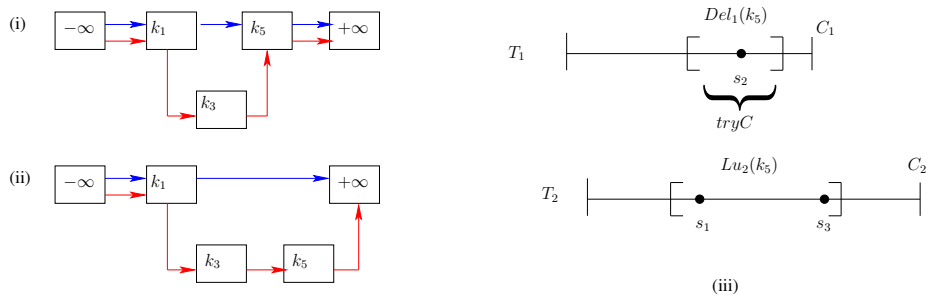 (i)
−∞ k₁ k₅ +∞
k₃
(ii)
−∞ k₁ +∞
k₃ k₅
Del₁(k₅)
T₁ C₁
s₂
tryC
Lu₂(k₅)
T₂ C₂
s₁ s₃
(iii)